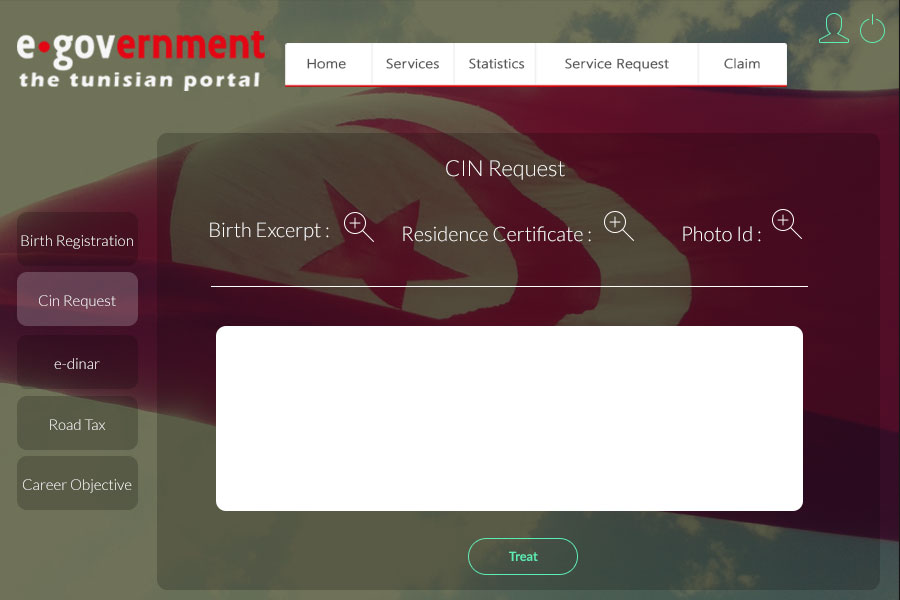 e•government
the tunisian portal
Home Services Statistics Service Request Claim
CIN Request
Birth Excerpt : Residence Certificate : Photo Id :
Birth Registration
Cin Request
e-dinar
Road Tax
Career Objective
Treat